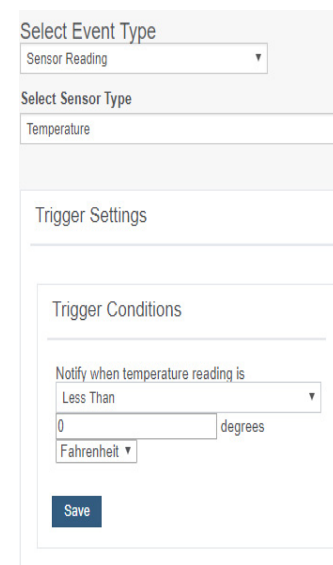 Select Event Type
Sensor Reading
Select Sensor Type
Temperature
Trigger Settings
Trigger Conditions
Notify when temperature reading is
Less Than
0 degrees
Fahrenheit
Save